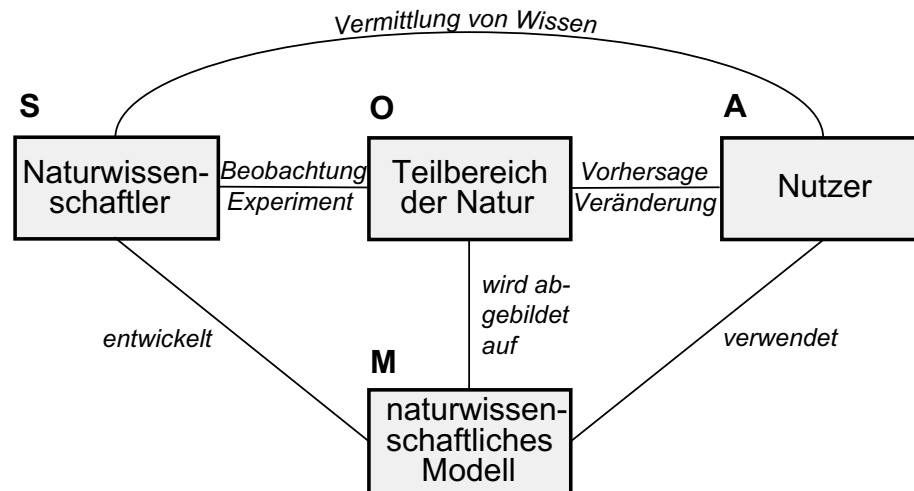 Vermittlung von Wissen
S
O
A
Naturwissen-
schaftler
Beobachtung
Experiment
Teilbereich
der Natur
Vorhersage
Veränderung
Nutzer
entwickelt
wird ab-
gebildet
auf
verwendet
M
naturwissen-
schaftliches
Modell